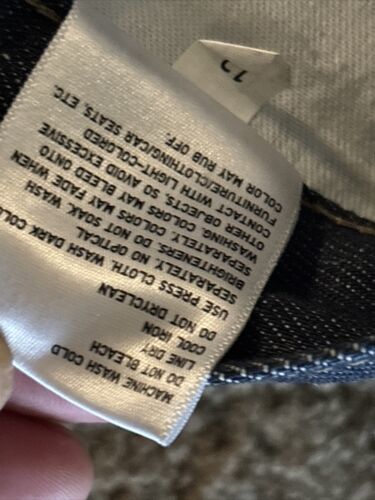 MACHINE WASH COLD
DO NOT BLEACH
LINE DRY
COOL IRON
DO NOT DRYCLEAN
USE PRESS CLOTH, WASH DARK COL
SEPARATELY. NO OPTICAL
BRIGHTENERS. DO NOT SOAK. WASH
SEPARATELY. COLORS MAY FADE WHEN
WASHING. COLORS MAY BLEED ONTO
OTHER OBJECTS, SO AVOID EXCESSIVE
CONTACT WITH LIGHT-COLORED
FURNITURE/CLOTHING/CAR SEATS, ETC.
COLOR MAY RUB OFF.